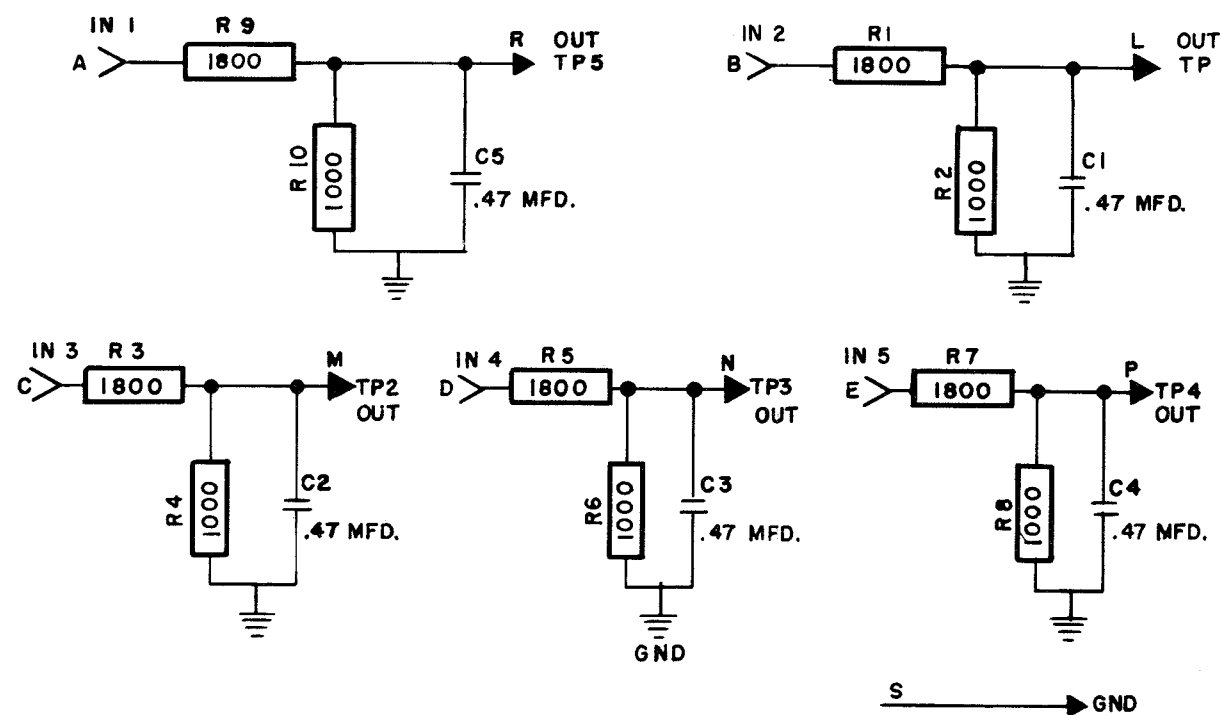 IN 1
R 9
R
OUT
TP5
A
1800
R 10
1000
C5
.47 MFD.
IN 2
R1
L
OUT
TP
B
1800
R2
1000
C1
.47 MFD.
IN 3
R 3
M
C
1800
TP2
OUT
R4
1000
C2
.47 MFD.
IN 4
R 5
N
D
1800
TP3
OUT
R6
1000
C3
.47 MFD.
GND
IN 5
R7
P
E
1800
TP4
OUT
R8
1000
C4
.47 MFD.
S
GND